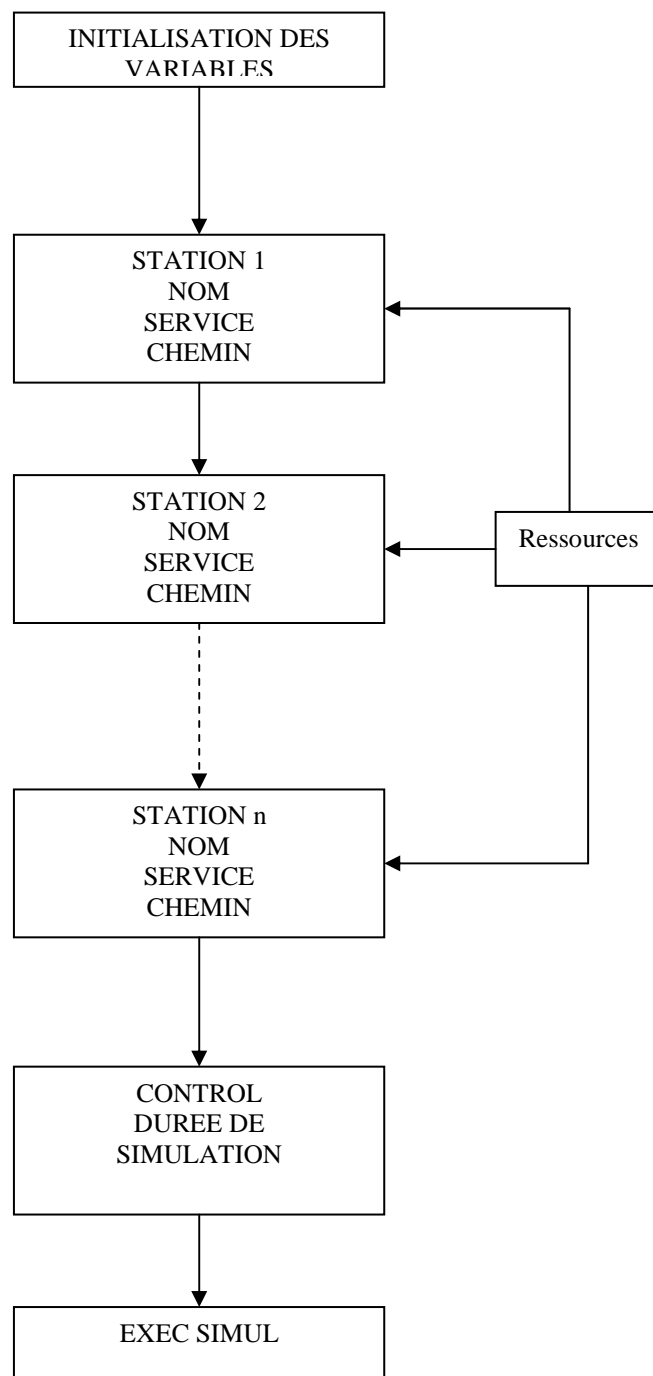 INITIALISATION DES
VARIABLES
STATION 1
NOM
SERVICE
CHEMIN
STATION 2
NOM
SERVICE
CHEMIN
Ressources
STATION n
NOM
SERVICE
CHEMIN
CONTROL
DUREE DE
SIMULATION
EXEC SIMUL